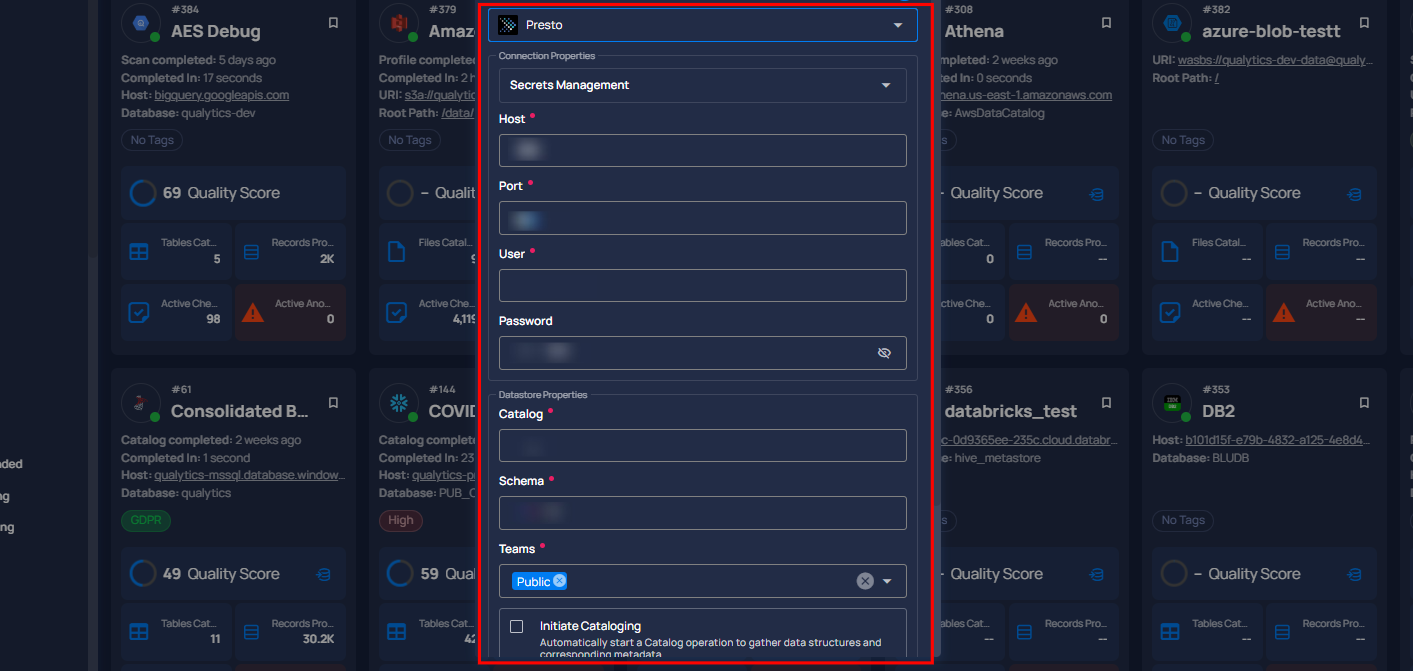 #384
AES Debug
Scan completed: 5 days ago
Completed In: 17 seconds
Host: bigquery.googleapis.com
Database: qualytics-dev
No Tags
69 Quality Score
Tables Cat... 5
Records Pro... 2K
Active Che... 98
Active Ano... 0
#379
Amaz
Profile complete
Completed In: 2 h
URI: s3a://qualytic
Root Path: /data/
No Tags
– Qualit
Files Catal...
Active Che... 4,119
Presto
Connection Properties
Secrets Management
Host *
Port *
User *
Password
Datastore Properties
Catalog *
Schema *
Teams *
Public
Initiate Cataloging
Automatically start a Catalog operation to gather data structures and
corresponding metadata
#308
Athena
mpleted: 2 weeks ago
ed In: 0 seconds
hena.us-east-1.amazonaws.com
e: AwsDataCatalog
s
- Quality Score
ables Cat... 0
Records Pro... --
ctive Che... 0
Active Ano... 0
#382
azure-blob-testt
URI: wasbs://qualytics-dev-data@qualy...
Root Path: /
No Tags
– Quality Score
Files Catal... --
Records Pro... --
Active Che... --
Active Ano... --
nded
ng
ing
#61
Consolidated B...
Catalog completed: 2 weeks ago
Completed In: 1 second
Host: qualytics-mssql.database.window...
Database: qualytics
GDPR
49 Quality Score
Tables Cat... 11
Records Pro... 30.2K
#144
COVID
Catalog complete
Completed In: 23
Host: qualytics-p
Database: PUB_C
High
59 Qual
Tables Cat... 42
#356
databricks_test
c-0d9365ee-235c.cloud.databr...
e: hive_metastore
s
- Quality Score
ables Cat... --
Records Pro... --
#353
DB2
Host: b101d15f-e79b-4832-a125-4e8d4...
Database: BLUDB
No Tags
– Quality Score
Tables Cat... --
Records Pro... --